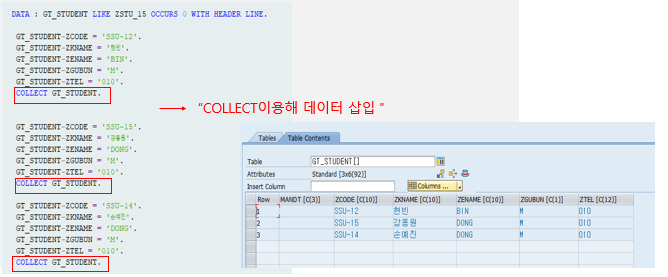 DATA : GT_STUDENT LIKE ZSTU_15 OCCURS 0 WITH HEADER LINE.
GT_STUDENT-ZCODE = 'SSU-12'.
GT_STUDENT-ZKNAME = '현빈'.
GT_STUDENT-ZENAME = 'BIN'.
GT_STUDENT-ZGUBUN = 'M'.
GT_STUDENT-ZTEL = '010'.
COLLECT GT_STUDENT.
GT_STUDENT-ZCODE = 'SSU-15'.
GT_STUDENT-ZKNAME = '강동원'.
GT_STUDENT-ZENAME = 'DONG'.
GT_STUDENT-ZGUBUN = 'M'.
GT_STUDENT-ZTEL = '010'.
COLLECT GT_STUDENT.
GT_STUDENT-ZCODE = 'SSU-14'.
GT_STUDENT-ZKNAME = '손예진'.
GT_STUDENT-ZENAME = 'DONG'.
GT_STUDENT-ZGUBUN = 'M'.
GT_STUDENT-ZTEL = '010'.
COLLECT GT_STUDENT.
"COLLECT이용해 데이터 삽입 "
Tables Table Contents
Table GT_STUDENT[]
Attributes Standard [3x6(92)]
Insert Column Columns ...
Row MANDT [C(3)] ZCODE [C(10)] ZKNAME [C(10)] ZENAME [C(10)] ZGUBUN [C(1)] ZTEL [C(12)]
1 SSU-12 현빈 BIN M 010
2 SSU-15 강동원 DONG M 010
3 SSU-14 손예진 DONG M 010